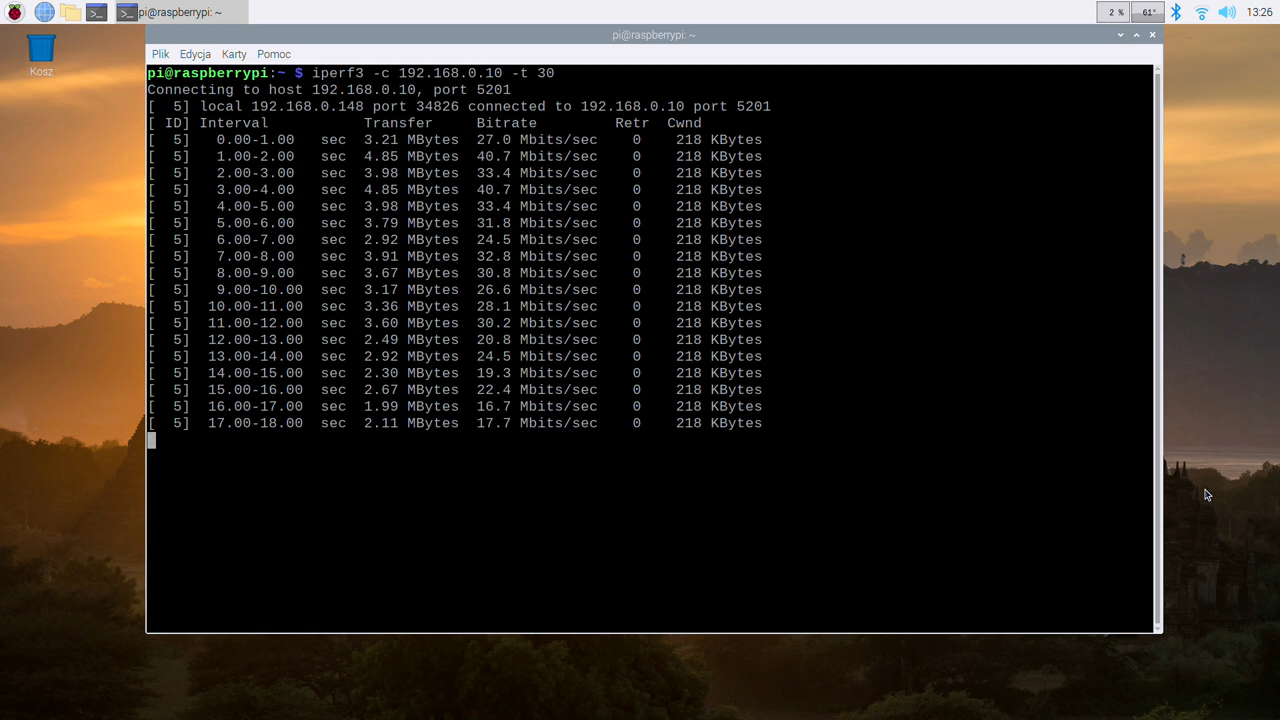 pi@raspberrypi: ~
2 %
61°
13:26
Kosz
pi@raspberrypi: ~
Plik Edycja Karty Pomoc
pi@raspberrypi:~ $ iperf3 -c 192.168.0.10 -t 30
Connecting to host 192.168.0.10, port 5201
[  5] local 192.168.0.148 port 34826 connected to 192.168.0.10 port 5201
[ ID] Interval           Transfer     Bitrate         Retr  Cwnd
[  5]   0.00-1.00   sec  3.21 MBytes  27.0 Mbits/sec    0    218 KBytes
[  5]   1.00-2.00   sec  4.85 MBytes  40.7 Mbits/sec    0    218 KBytes
[  5]   2.00-3.00   sec  3.98 MBytes  33.4 Mbits/sec    0    218 KBytes
[  5]   3.00-4.00   sec  4.85 MBytes  40.7 Mbits/sec    0    218 KBytes
[  5]   4.00-5.00   sec  3.98 MBytes  33.4 Mbits/sec    0    218 KBytes
[  5]   5.00-6.00   sec  3.79 MBytes  31.8 Mbits/sec    0    218 KBytes
[  5]   6.00-7.00   sec  2.92 MBytes  24.5 Mbits/sec    0    218 KBytes
[  5]   7.00-8.00   sec  3.91 MBytes  32.8 Mbits/sec    0    218 KBytes
[  5]   8.00-9.00   sec  3.67 MBytes  30.8 Mbits/sec    0    218 KBytes
[  5]   9.00-10.00  sec  3.17 MBytes  26.6 Mbits/sec    0    218 KBytes
[  5]  10.00-11.00  sec  3.36 MBytes  28.1 Mbits/sec    0    218 KBytes
[  5]  11.00-12.00  sec  3.60 MBytes  30.2 Mbits/sec    0    218 KBytes
[  5]  12.00-13.00  sec  2.49 MBytes  20.8 Mbits/sec    0    218 KBytes
[  5]  13.00-14.00  sec  2.92 MBytes  24.5 Mbits/sec    0    218 KBytes
[  5]  14.00-15.00  sec  2.30 MBytes  19.3 Mbits/sec    0    218 KBytes
[  5]  15.00-16.00  sec  2.67 MBytes  22.4 Mbits/sec    0    218 KBytes
[  5]  16.00-17.00  sec  1.99 MBytes  16.7 Mbits/sec    0    218 KBytes
[  5]  17.00-18.00  sec  2.11 MBytes  17.7 Mbits/sec    0    218 KBytes